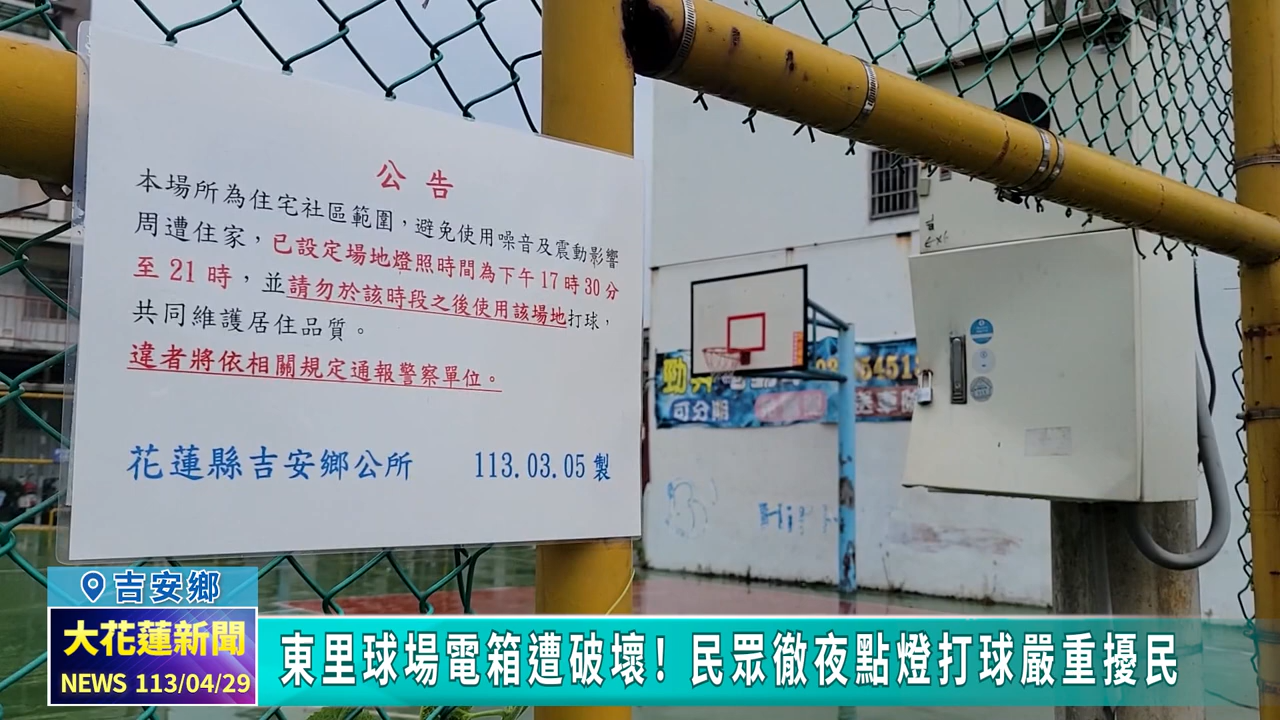 公告
本場所為住宅社區範圍，避免使用噪音及震動影響
周遭住家，已設定場地燈照時間為下午17時30分
至21時，並請勿於該時段之後使用該場地打球，
共同維護居住品質。
違者將依相關規定通報警察單位。
花蓮縣吉安鄉公所 113.03.05製
可分期
吉安鄉
大花蓮新聞
NEWS 113/04/29
東里球場電箱遭破壞！民眾徹夜點燈打球嚴重擾民